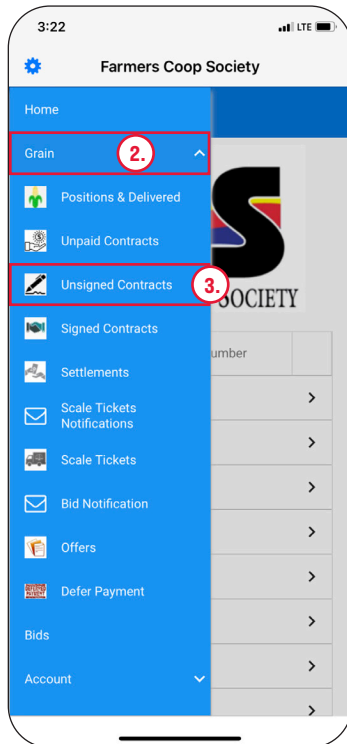 3:22
LTE
Farmers Coop Society
Home
Grain
2.
Positions & Delivered
Unpaid Contracts
Unsigned Contracts
3.
SOCIETY
Signed Contracts
umber
Settlements
Scale Tickets
Notifications
Scale Tickets
Bid Notification
Offers
Defer Payment
Bids
Account